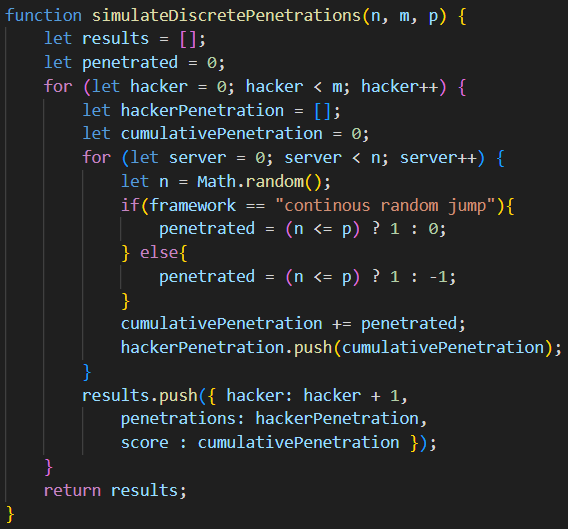 function simulateDiscretePenetrations(n, m, p) {
    let results = [];
    let penetrated = 0;
    for (let hacker = 0; hacker < m; hacker++) {
        let hackerPenetration = [];
        let cumulativePenetration = 0;
        for (let server = 0; server < n; server++) {
            let n = Math.random();
            if(framework == "continous random jump"){
                penetrated = (n <= p) ? 1 : 0;
            } else{
                penetrated = (n <= p) ? 1 : -1;
            }
            cumulativePenetration += penetrated;
            hackerPenetration.push(cumulativePenetration);
        }
        results.push({ hacker: hacker + 1,
            penetrations: hackerPenetration,
            score : cumulativePenetration });
    }
    return results;
}